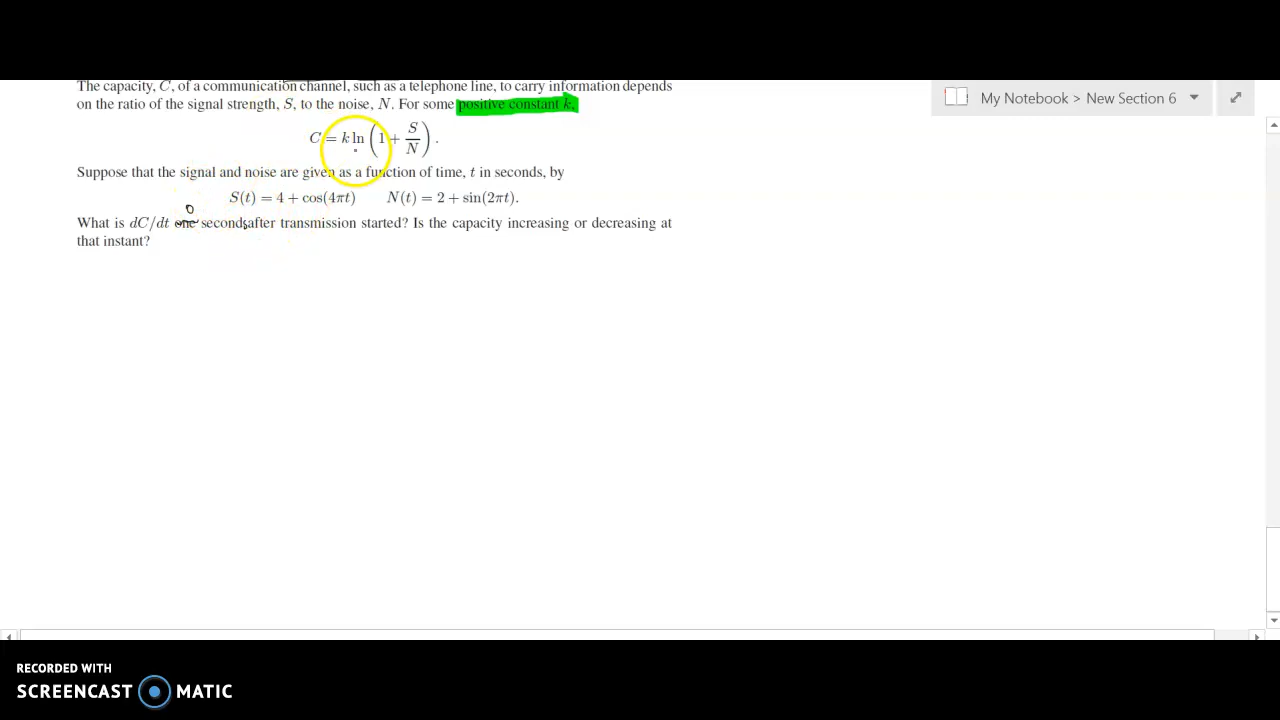 The capacity, C, of a communication channel, such as a telephone line, to carry information depends
on the ratio of the signal strength, S, to the noise, N. For some positive constant k,
C = k ln (1 + S/N).
Suppose that the signal and noise are given as a function of time, t in seconds, by
S(t) = 4 + cos(4πt) N(t) = 2 + sin(2πt).
0
What is dC/dt one seconds after transmission started? Is the capacity increasing or decreasing at
that instant?
My Notebook > New Section 6
RECORDED WITH
SCREENCAST MATIC